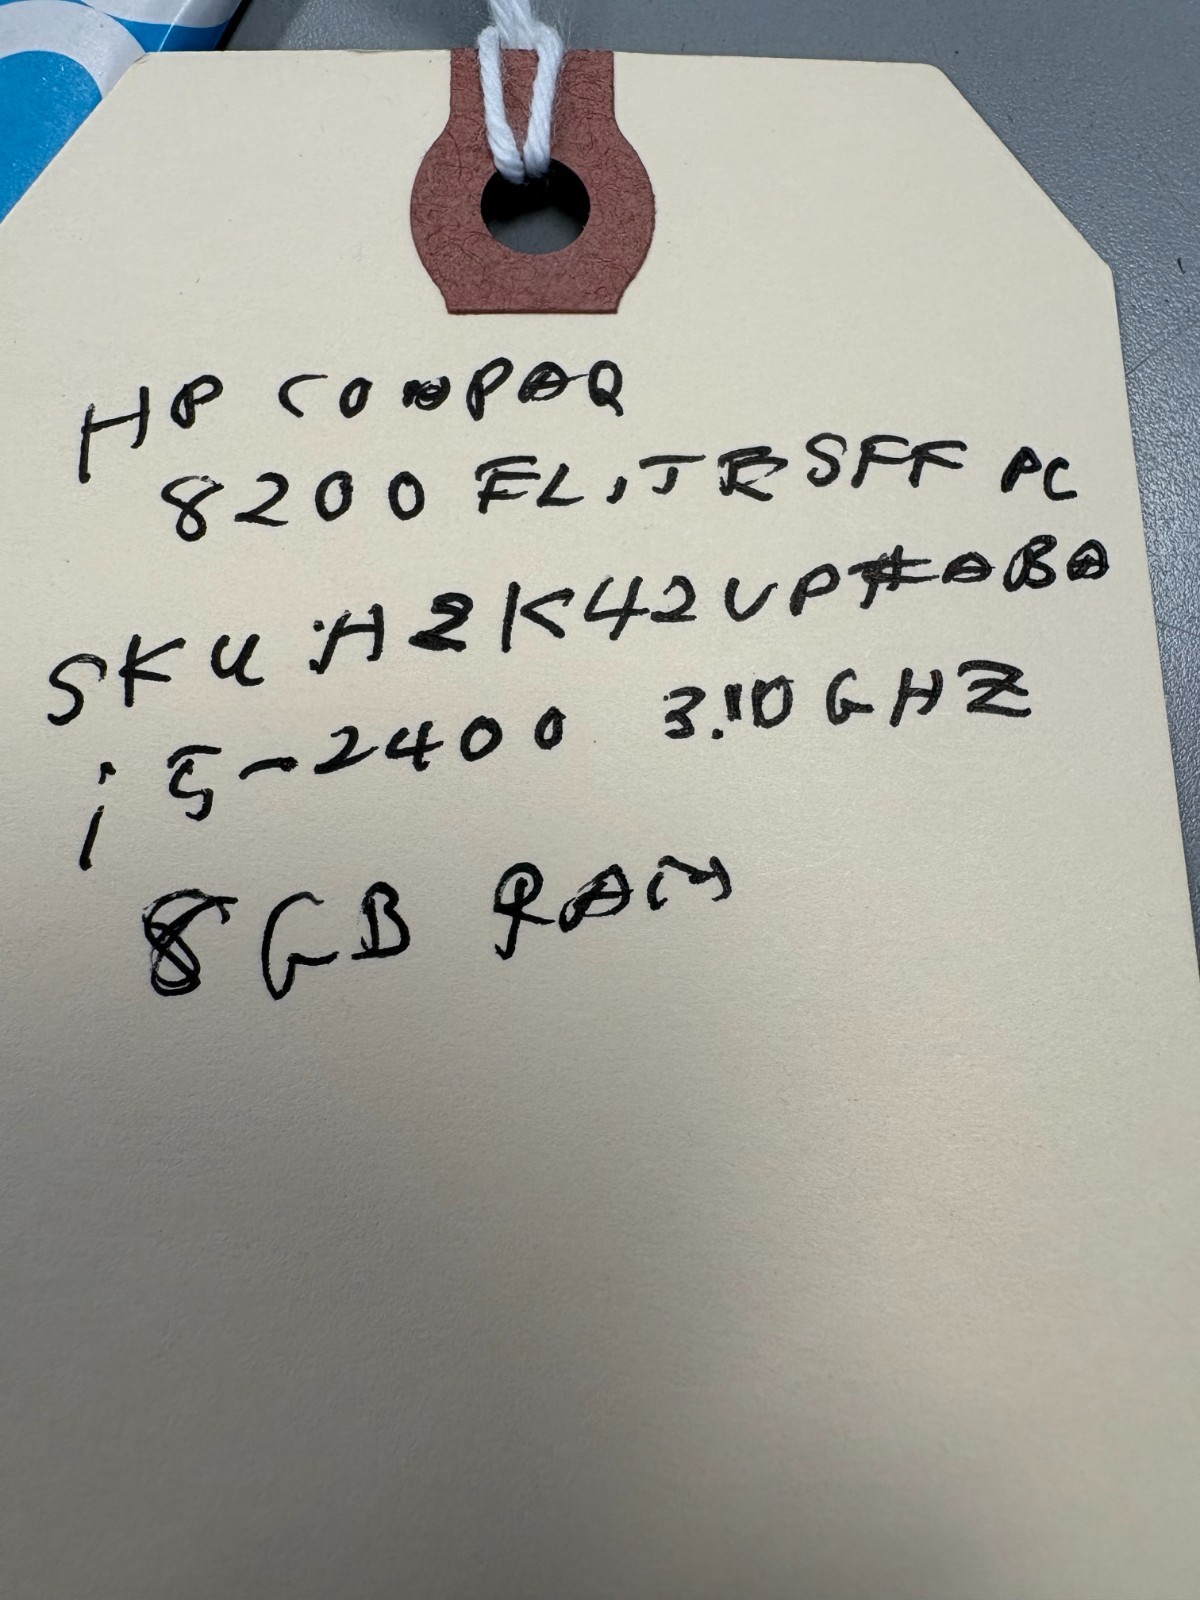 HP COMPAQ
8200 ELITE SFF PC
SKU:H2K42UP#ABA
i5-2400 3.10GHZ
8GB RAM